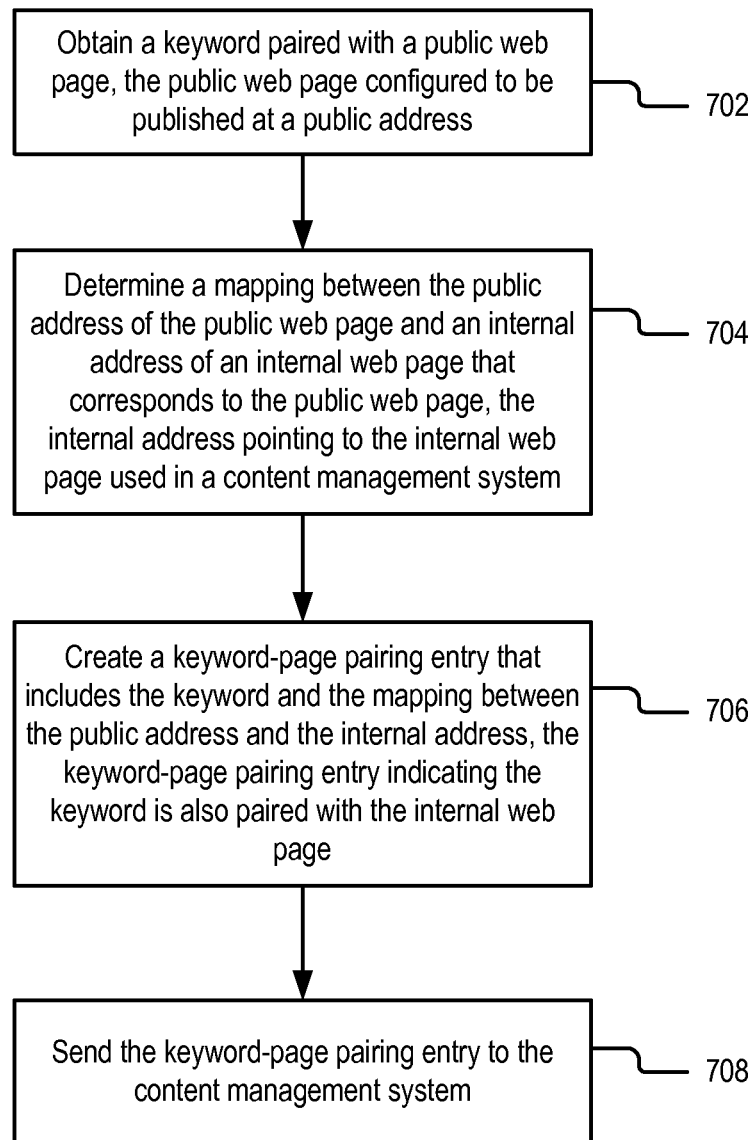 Obtain a keyword paired with a public web
page, the public web page configured to be
published at a public address
702
Determine a mapping between the public
address of the public web page and an internal
address of an internal web page that
corresponds to the public web page, the
internal address pointing to the internal web
page used in a content management system
704
Create a keyword-page pairing entry that
includes the keyword and the mapping between
the public address and the internal address, the
keyword-page pairing entry indicating the
keyword is also paired with the internal web
page
706
Send the keyword-page pairing entry to the
content management system
708